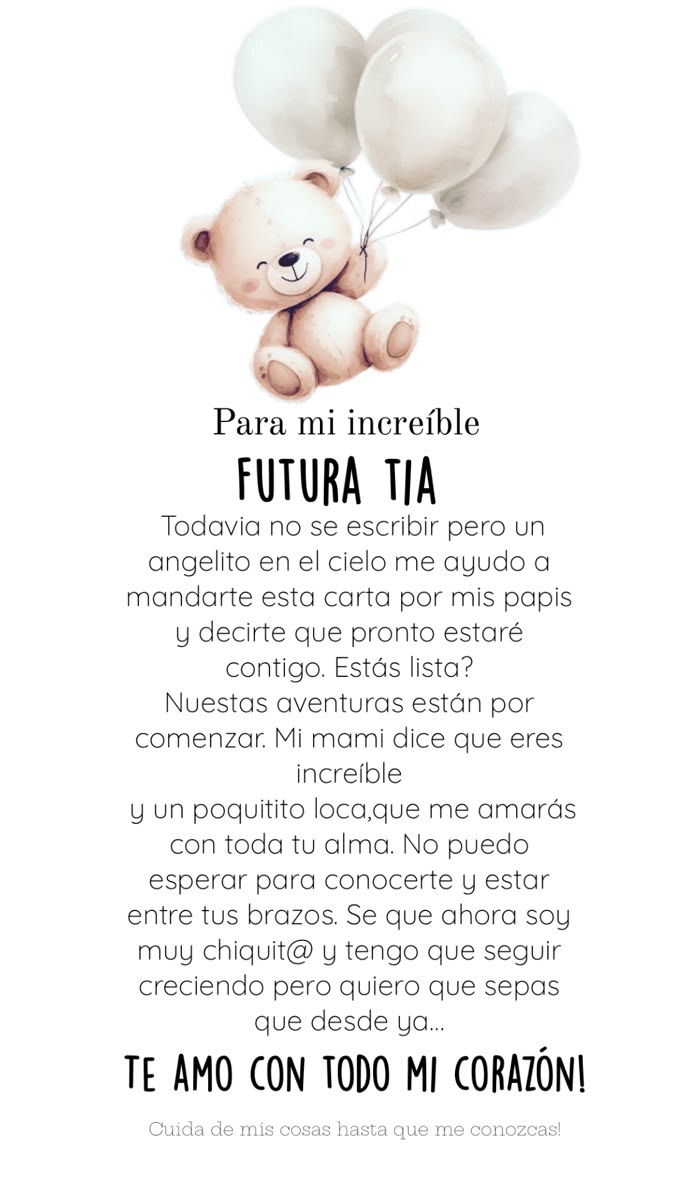 Para mi increíble
FUTURA TIA
Todavia no se escribir pero un
angelito en el cielo me ayudo a
mandarte esta carta por mis papis
y decirte que pronto estaré
contigo. Estás lista?
Nuestas aventuras están por
comenzar. Mi mami dice que eres
increíble
y un poquitito loca,que me amarás
con toda tu alma. No puedo
esperar para conocerte y estar
entre tus brazos. Se que ahora soy
muy chiquit@ y tengo que seguir
creciendo pero quiero que sepas
que desde ya...
TE AMO CON TODO MI CORAZÓN!
Cuida de mis cosas hasta que me conozcas!